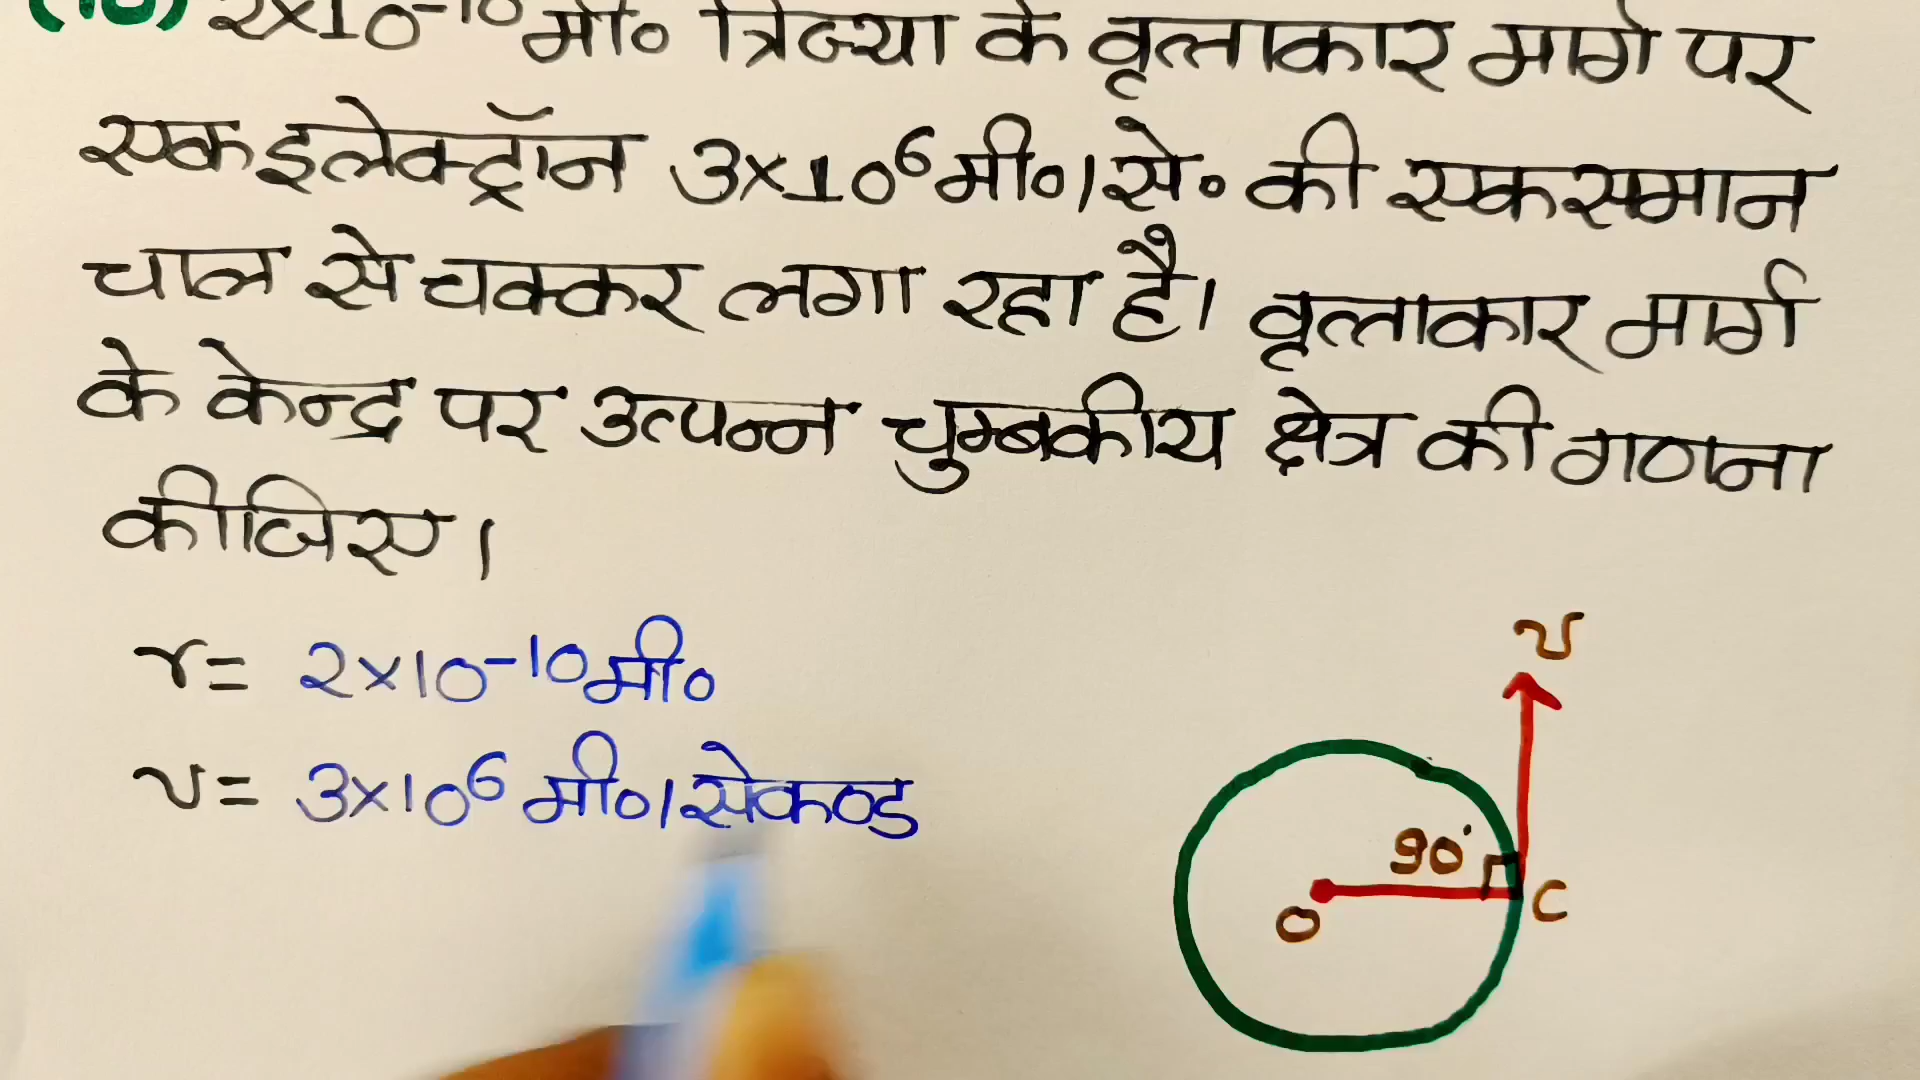 (10) 2×10⁻¹⁰ मी० त्रिज्या के वृत्ताकार मार्ग पर
एक इलेक्ट्रॉन 3×10⁶ मी०/से० की एकसमान
चाल से चक्कर लगा रहा है। वृत्ताकार मार्ग
के केन्द्र पर उत्पन्न चुम्बकीय क्षेत्र की गणना
कीजिए।
r = 2×10⁻¹⁰ मी०
v = 3×10⁶ मी०/सेकण्ड
v
90°
O
C